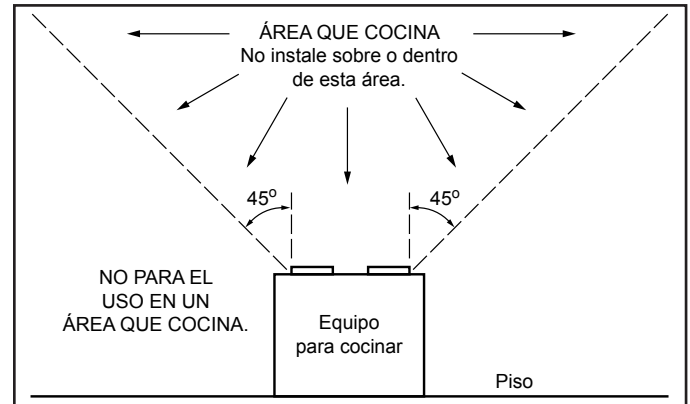 ÁREA QUE COCINA
No instale sobre o dentro
de esta área.
45º
45º
NO PARA EL
USO EN UN
ÁREA QUE COCINA.
Equipo
para cocinar
Piso